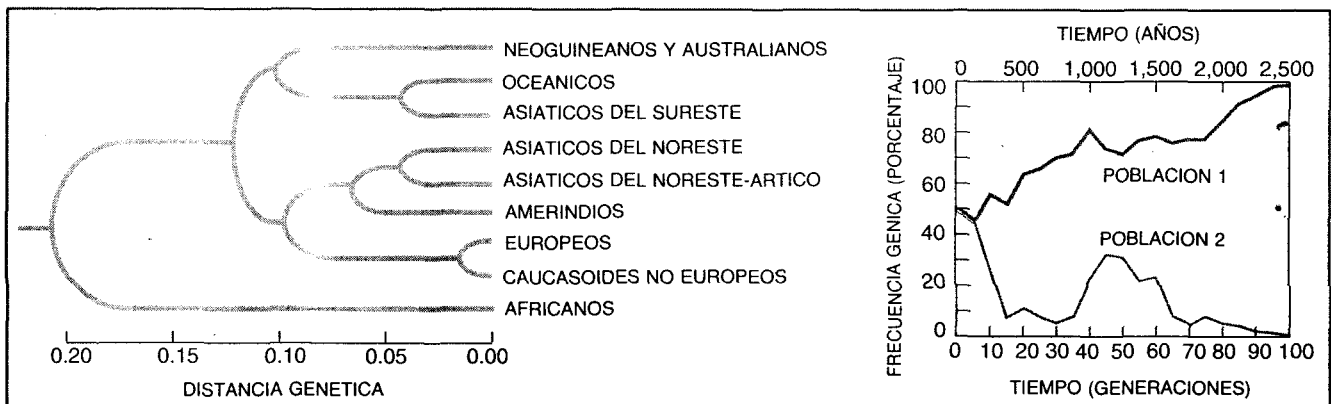 NEOGUINEANOS Y AUSTRALIANOS
OCEANICOS
ASIATICOS DEL SURESTE
ASIATICOS DEL NORESTE
ASIATICOS DEL NORESTE-ARTICO
AMERINDIOS
EUROPEOS
CAUCASOIDES NO EUROPEOS
AFRICANOS
0.20 0.15 0.10 0.05 0.00
DISTANCIA GENETICA
TIEMPO (AÑOS)
0 500 1,000 1,500 2,000 2,500
FRECUENCIA GENICA (PORCENTAJE)
100
80
60
40
20
0
POBLACION 1
POBLACION 2
0 10 20 30 40 50 60 70 80 90 100
TIEMPO (GENERACIONES)